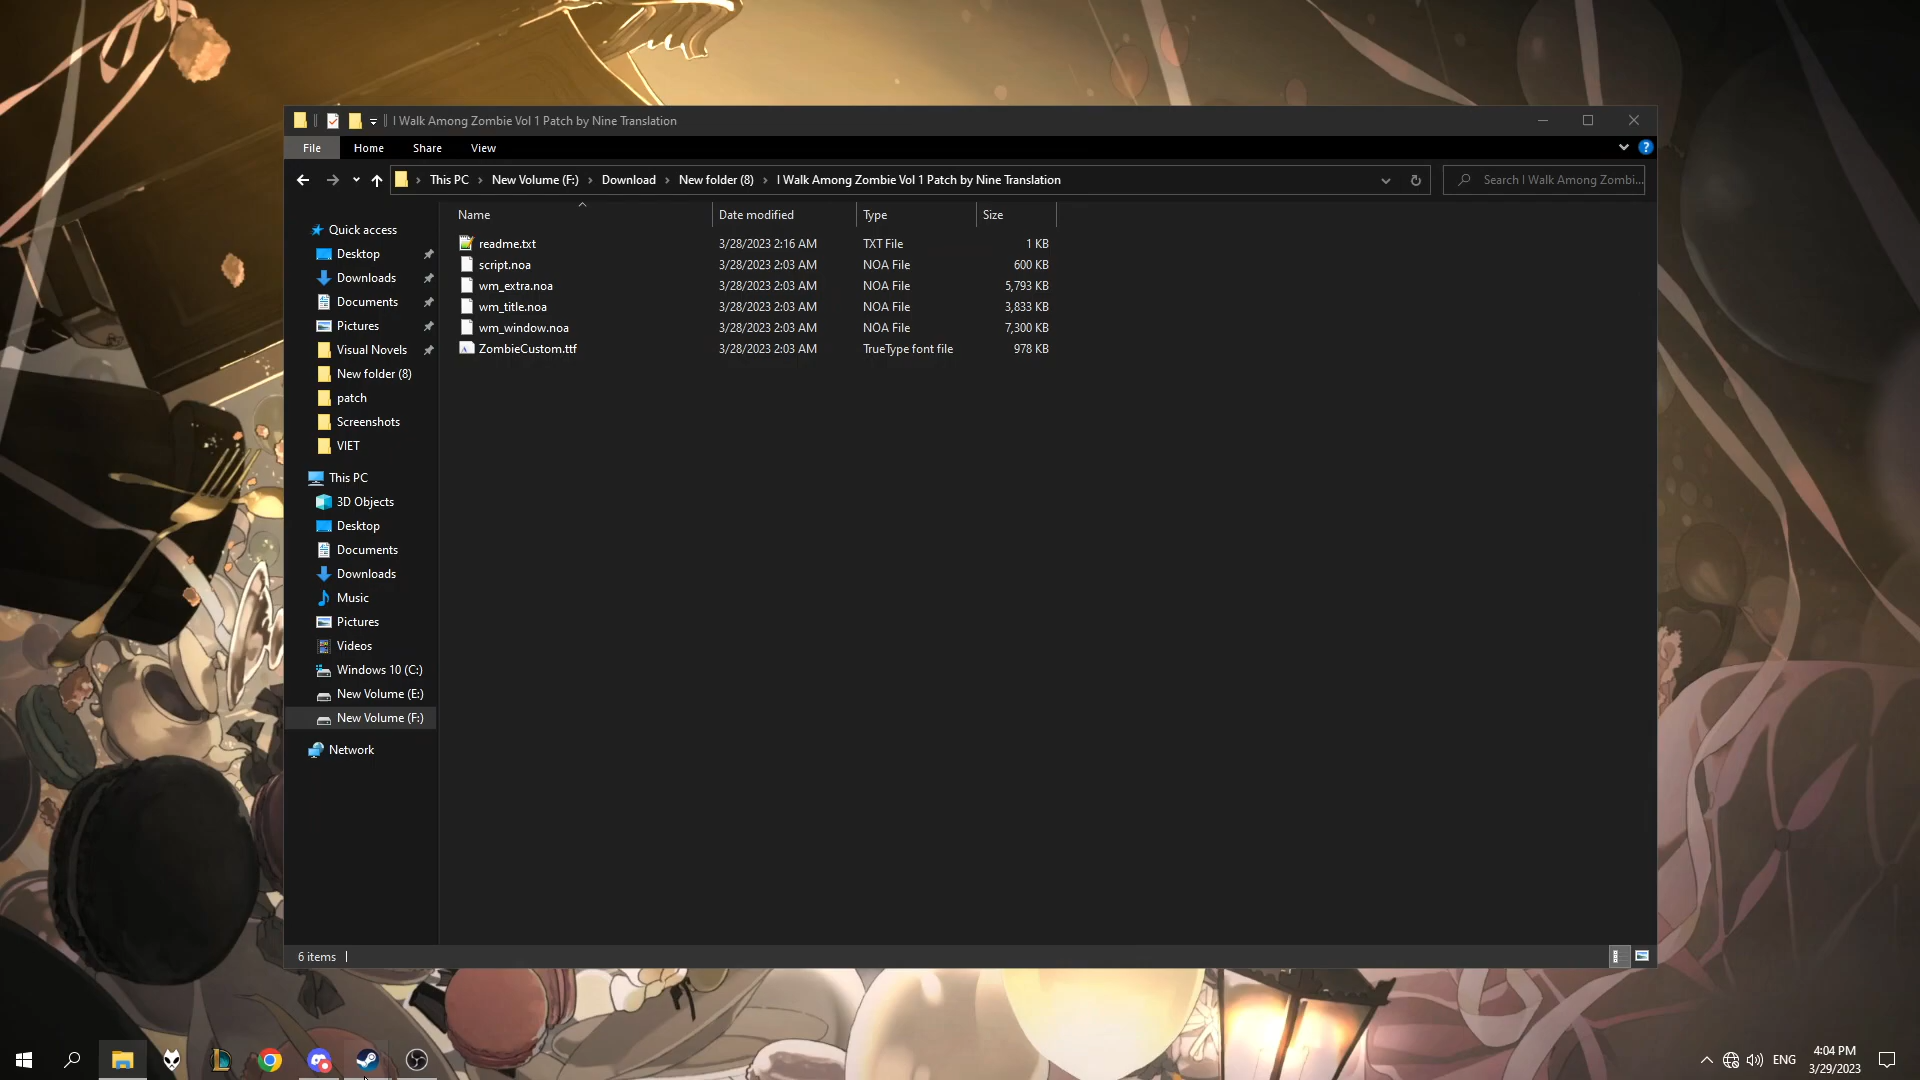 I Walk Among Zombie Vol 1 Patch by Nine Translation
File Home Share View
This PC New Volume (F:) Download New folder (8) I Walk Among Zombie Vol 1 Patch by Nine Translation
Search I Walk Among Zombi...
Name Date modified Type Size
readme.txt 3/28/2023 2:16 AM TXT File 1 KB
script.noa 3/28/2023 2:03 AM NOA File 600 KB
wm_extra.noa 3/28/2023 2:03 AM NOA File 5,793 KB
wm_title.noa 3/28/2023 2:03 AM NOA File 3,833 KB
wm_window.noa 3/28/2023 2:03 AM NOA File 7,300 KB
ZombieCustom.ttf 3/28/2023 2:03 AM TrueType font file 978 KB
Quick access
Desktop
Downloads
Documents
Pictures
Visual Novels
New folder (8)
patch
Screenshots
VIET
This PC
3D Objects
Desktop
Documents
Downloads
Music
Pictures
Videos
Windows 10 (C:)
New Volume (E:)
New Volume (F:)
Network
6 items
ENG
4:04 PM
3/29/2023